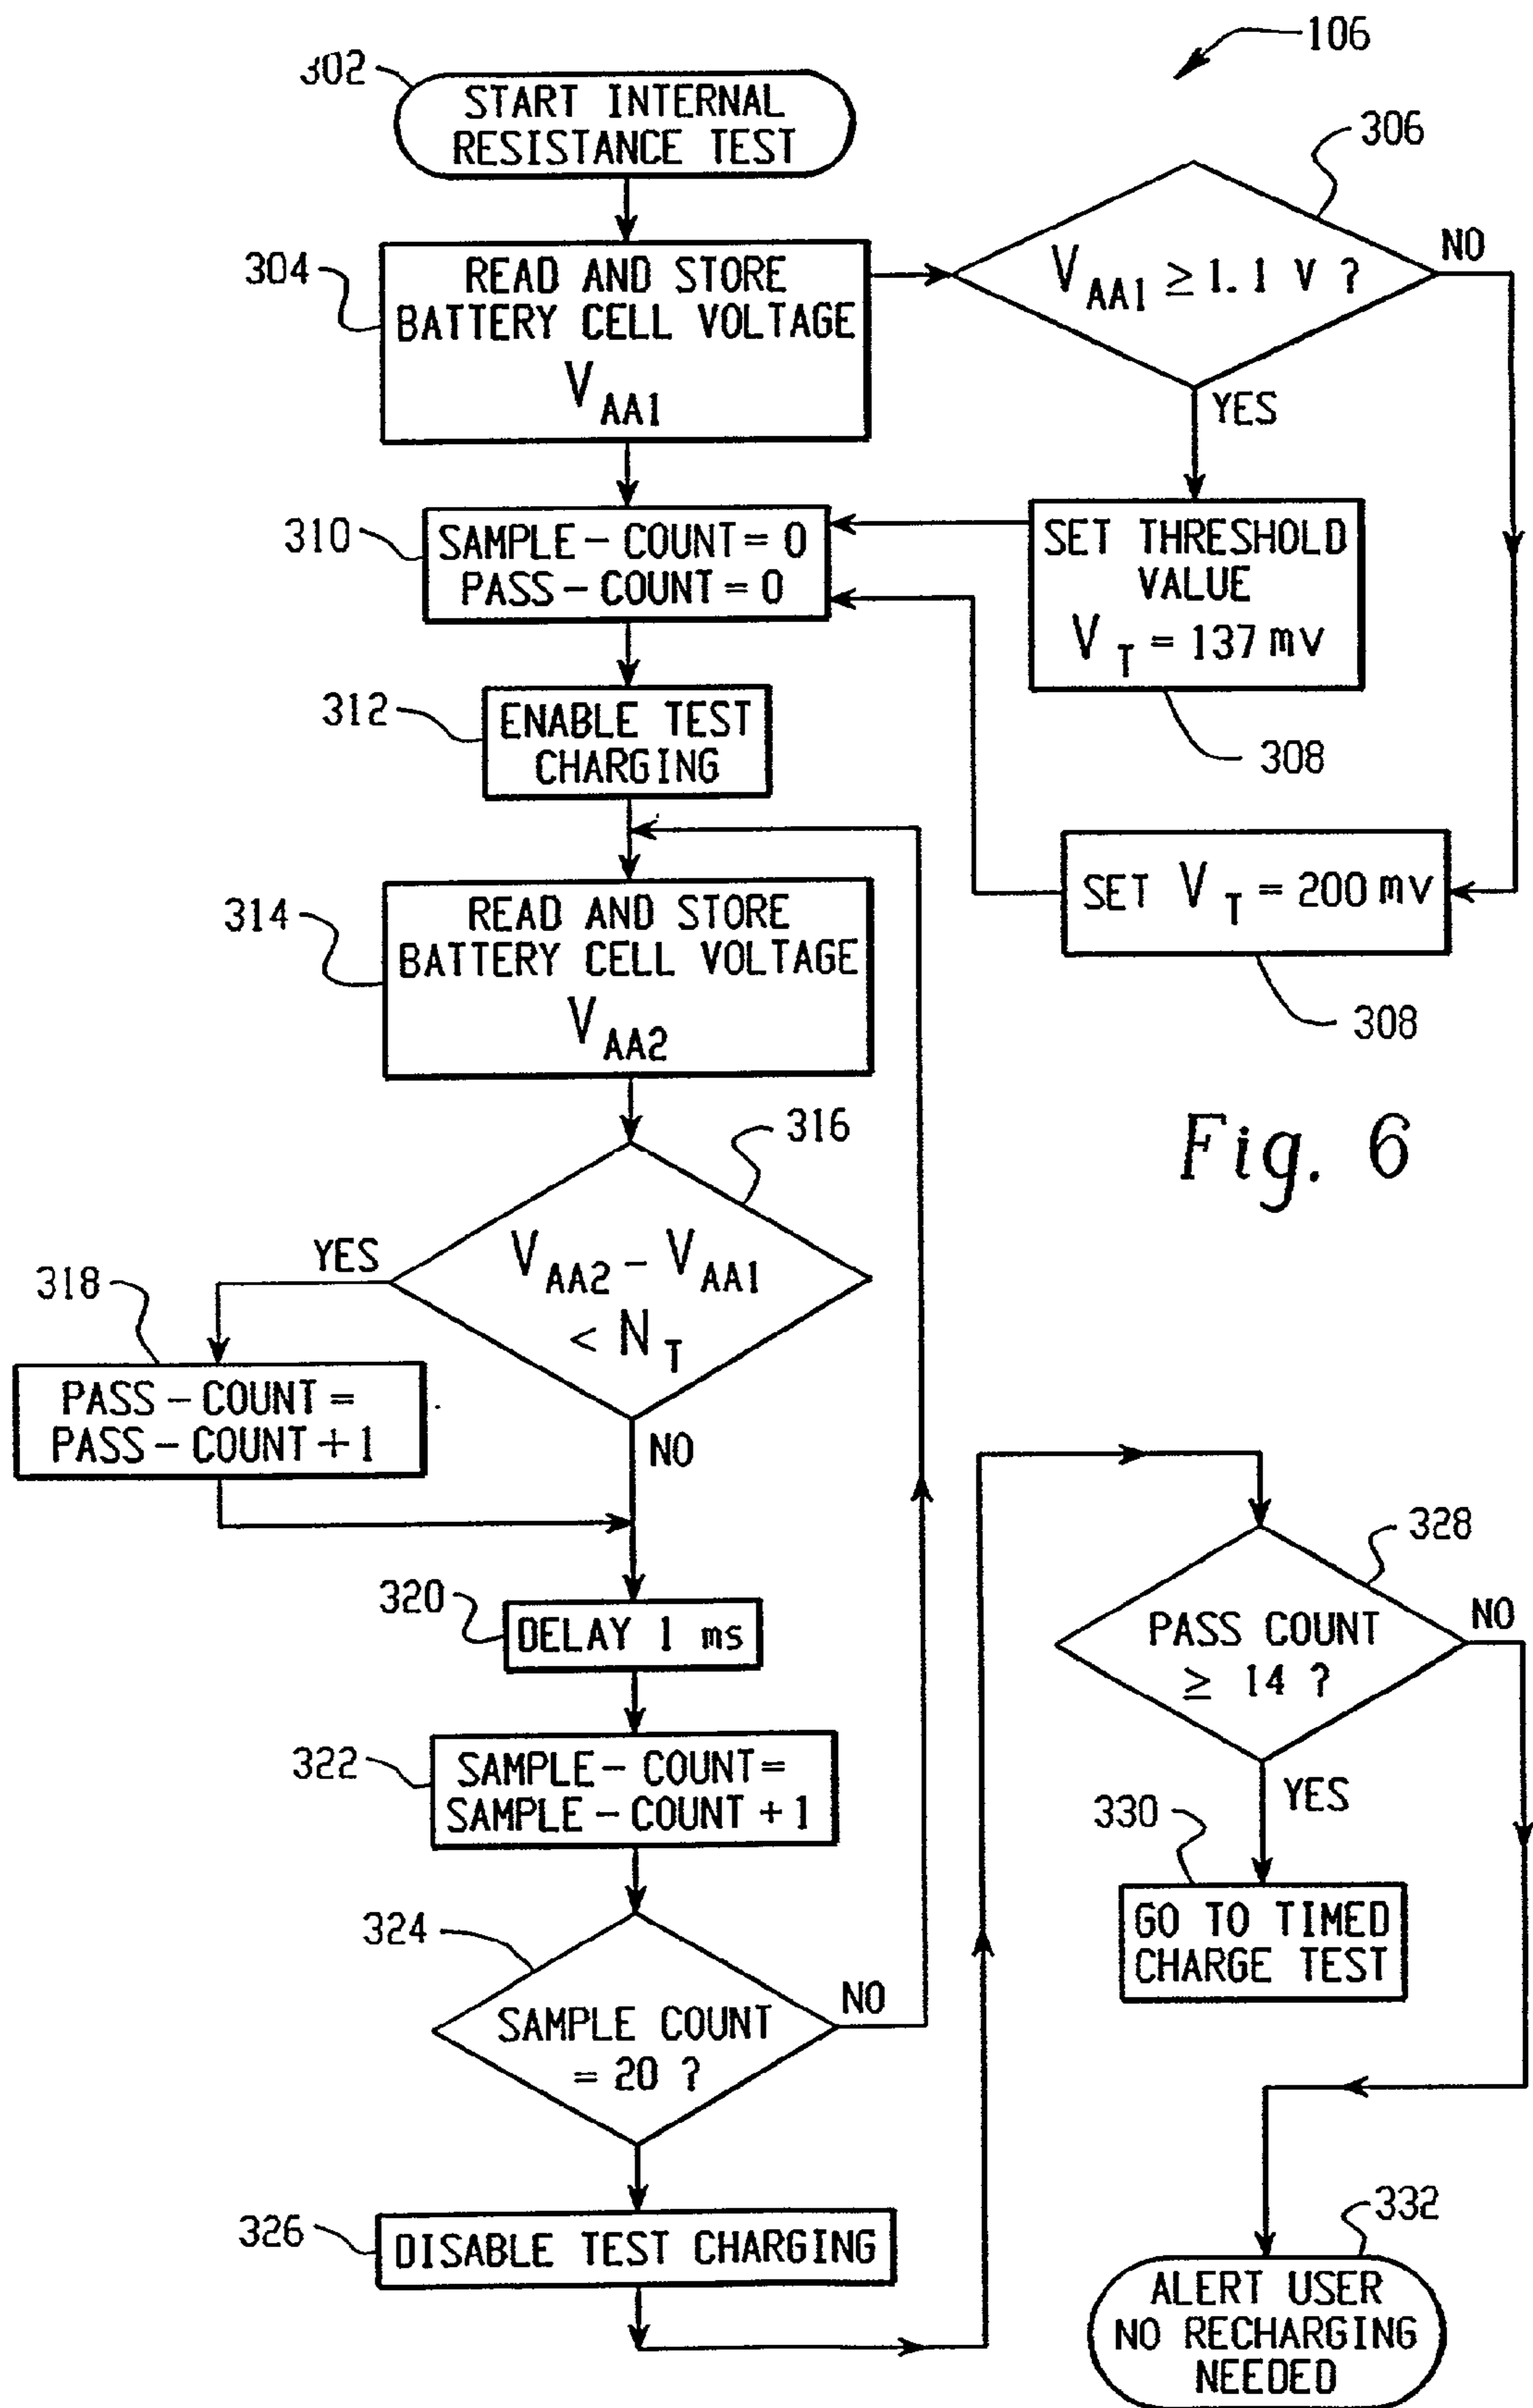 106
302
START INTERNAL
RESISTANCE TEST
306
304
READ AND STORE
BATTERY CELL VOLTAGE
V AA1
V AA1 ≥ 1.1 V ?
NO
YES
310
SAMPLE - COUNT = 0
PASS - COUNT = 0
SET THRESHOLD
VALUE
V T = 137 mV
308
312
ENABLE TEST
CHARGING
SET V T = 200 mV
308
314
READ AND STORE
BATTERY CELL VOLTAGE
V AA2
Fig. 6
316
V AA2 - V AA1
< N T
YES
NO
318
PASS - COUNT =
PASS - COUNT + 1
320
DELAY 1 ms
322
SAMPLE - COUNT =
SAMPLE - COUNT + 1
324
SAMPLE COUNT
= 20 ?
NO
326
DISABLE TEST CHARGING
328
PASS COUNT
≥ 14 ?
NO
YES
330
GO TO TIMED
CHARGE TEST
332
ALERT USER
NO RECHARGING
NEEDED